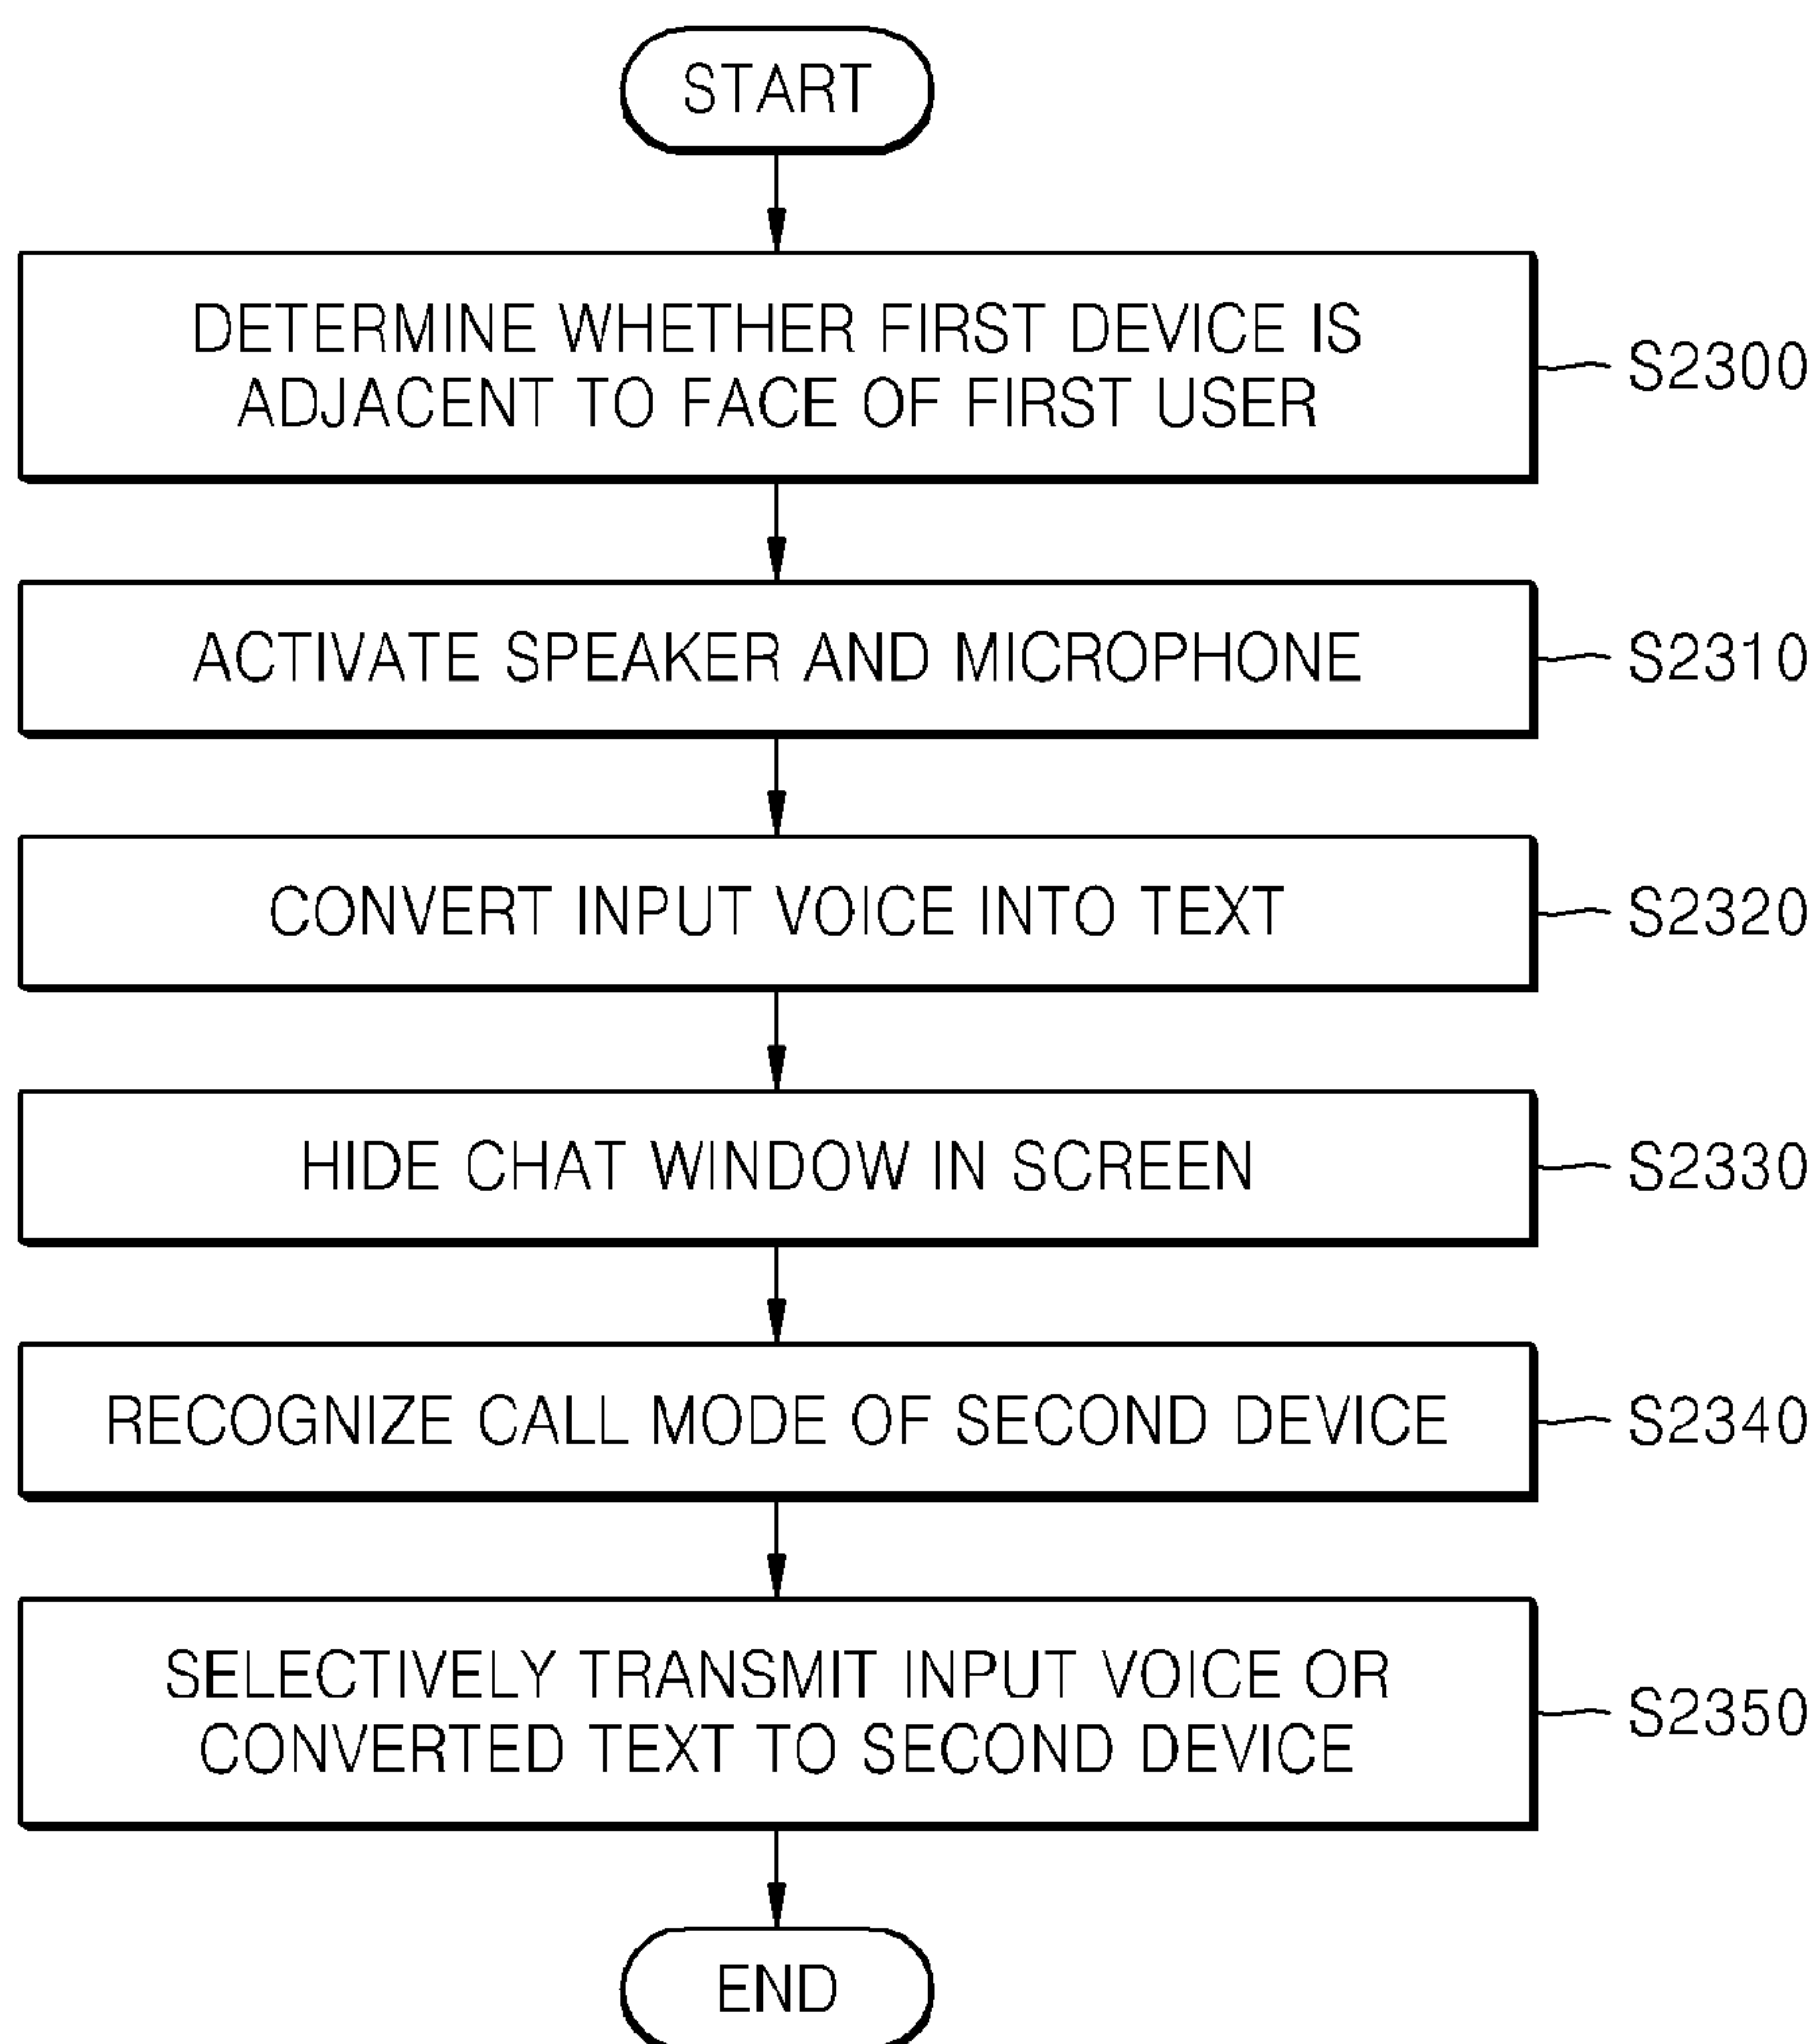 START
DETERMINE WHETHER FIRST DEVICE IS
ADJACENT TO FACE OF FIRST USER
S2300
ACTIVATE SPEAKER AND MICROPHONE
S2310
CONVERT INPUT VOICE INTO TEXT
S2320
HIDE CHAT WINDOW IN SCREEN
S2330
RECOGNIZE CALL MODE OF SECOND DEVICE
S2340
SELECTIVELY TRANSMIT INPUT VOICE OR
CONVERTED TEXT TO SECOND DEVICE
S2350
END